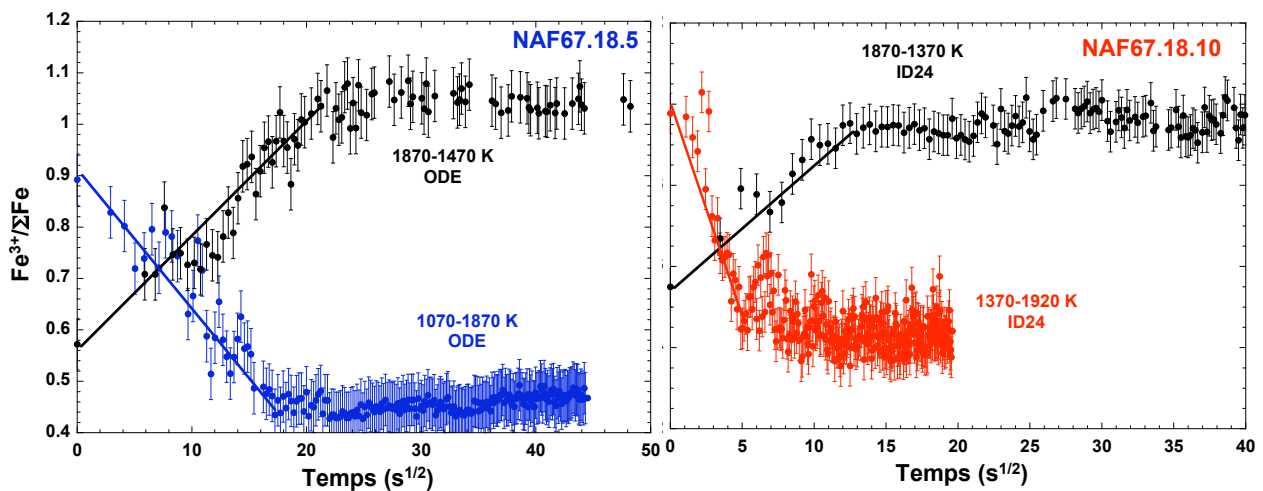 NAF67.18.5
1.2
1.1
1
0.9
0.8
0.7
0.6
0.5
0.4
Fe³⁺/ΣFe
1870-1470 K
ODE
1070-1870 K
ODE
0
10
20
30
40
50
Temps (s^1/2)
NAF67.18.10
1870-1370 K
ID24
1370-1920 K
ID24
0
5
10
15
20
25
30
35
40
Temps (s^1/2)